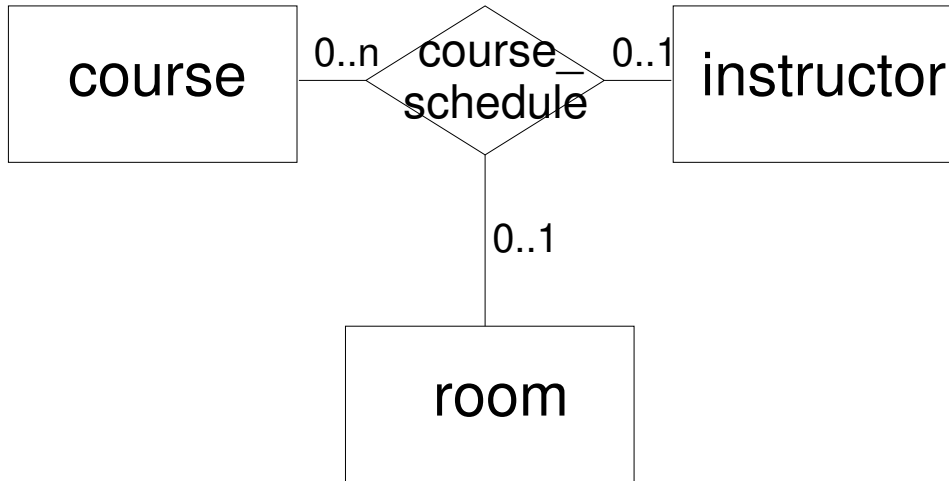 course
0..n
course_
schedule
0..1
instructor
0..1
room